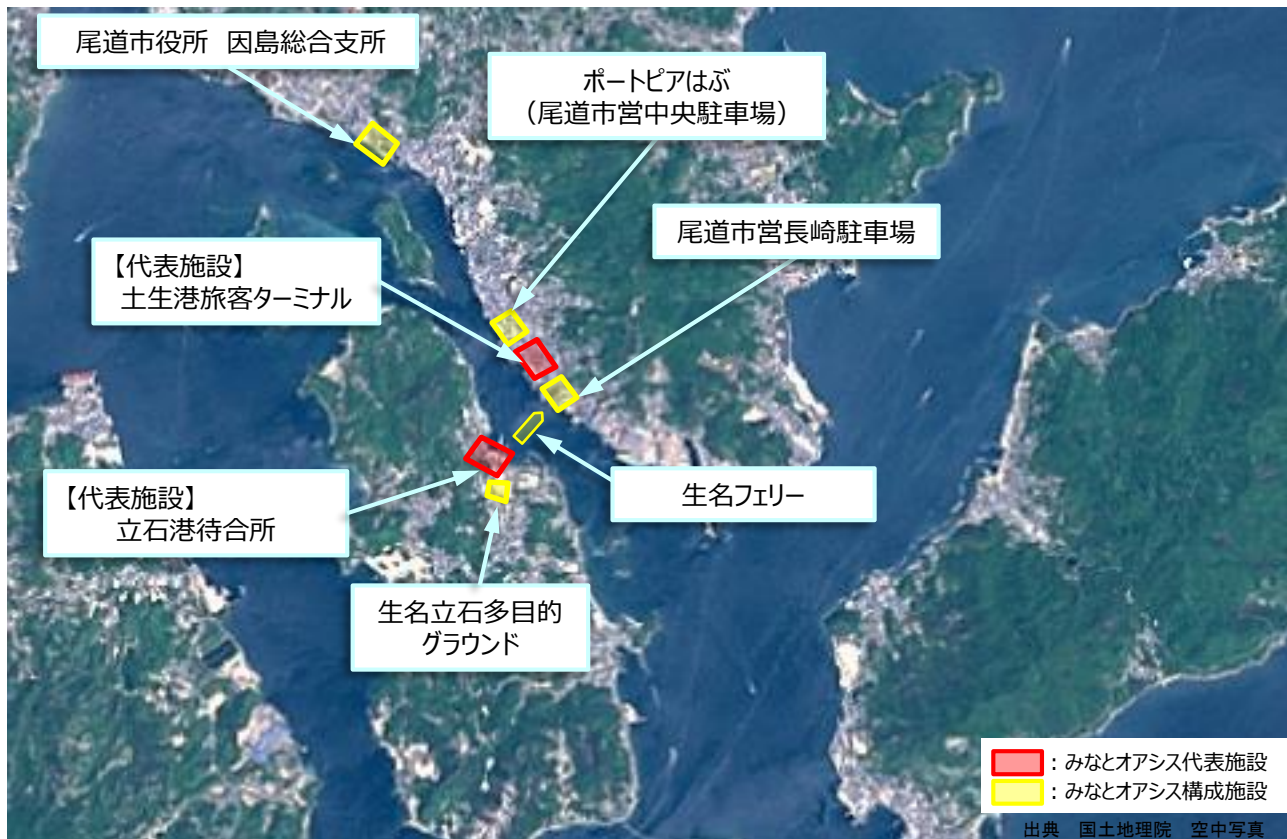 尾道市役所 因島総合支所
ポートピアはぶ
（尾道市営中央駐車場）
尾道市営長崎駐車場
【代表施設】
土生港旅客ターミナル
【代表施設】
立石港待合所
生名フェリー
生名立石多目的
グラウンド
：みなとオアシス代表施設
：みなとオアシス構成施設
出典 国土地理院 空中写真